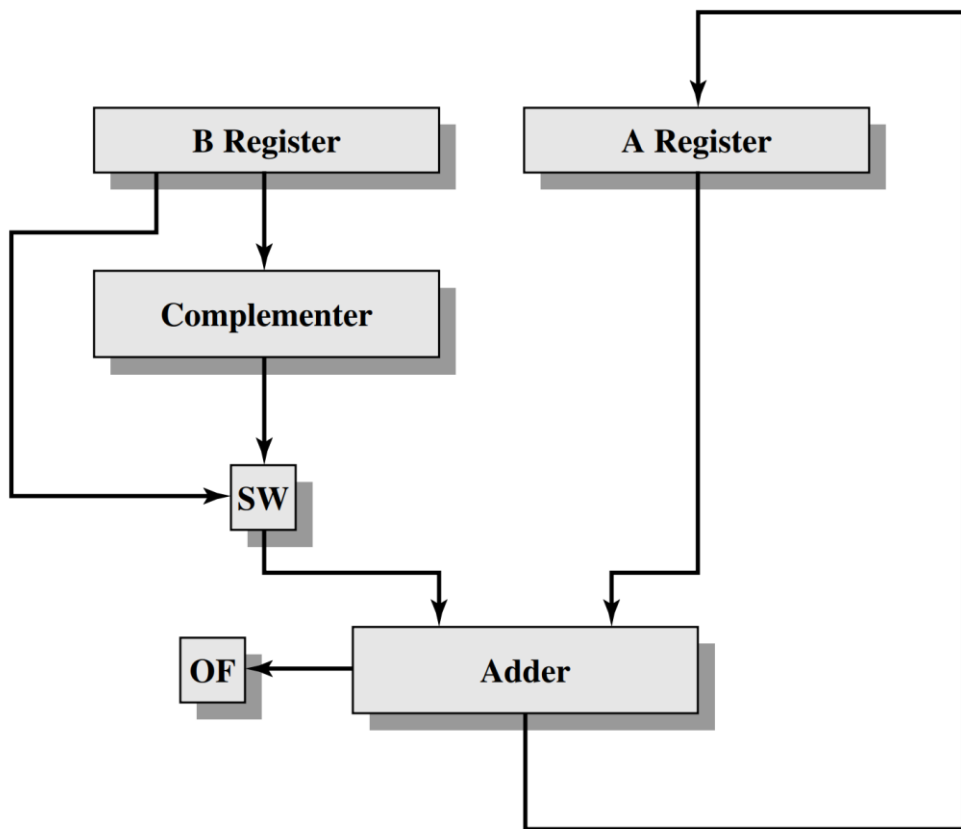 B Register
A Register
Complementer
SW
OF
Adder